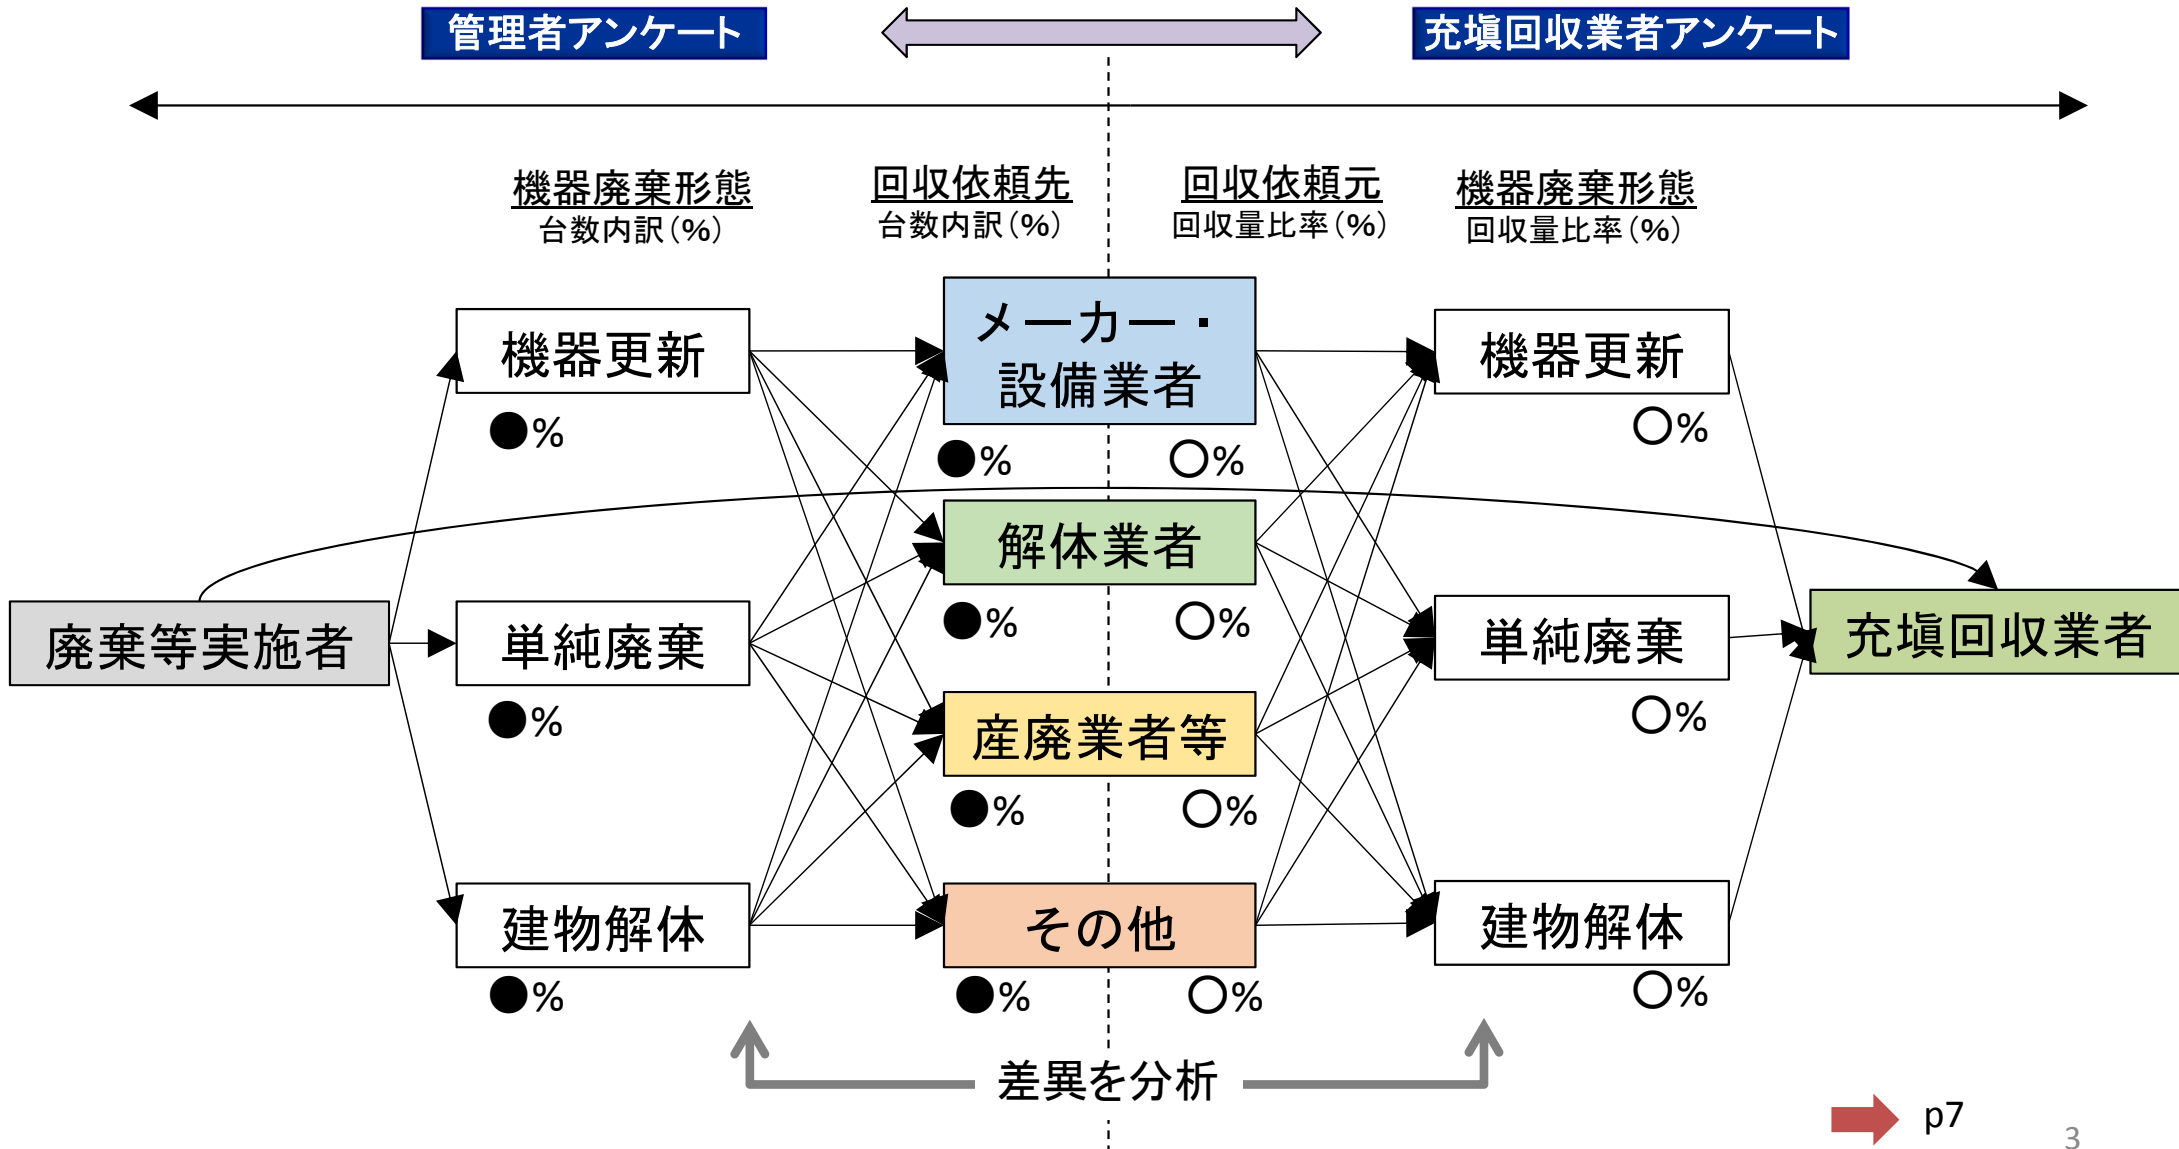 管理者アンケート
充塡回収業者アンケート
機器廃棄形態
台数内訳(%)
回収依頼先
台数内訳(%)
回収依頼元
回収量比率(%)
機器廃棄形態
回収量比率(%)
機器更新
●%
メーカー・
設備業者
●%
○%
機器更新
○%
解体業者
●%
○%
廃棄等実施者
単純廃棄
●%
単純廃棄
○%
充塡回収業者
産廃業者等
●%
○%
建物解体
●%
その他
●%
○%
建物解体
○%
差異を分析
p7
3